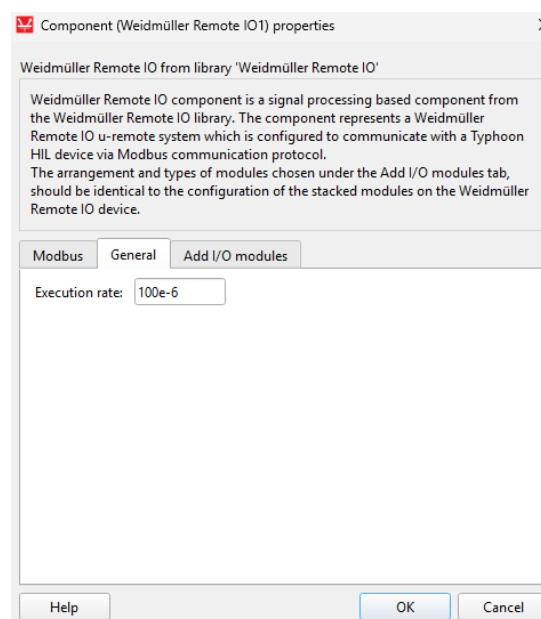 Component (Weidmüller Remote IO1) properties
Weidmüller Remote IO from library 'Weidmüller Remote IO'
Weidmüller Remote IO component is a signal processing based component from
the Weidmüller Remote IO library. The component represents a Weidmüller
Remote IO u-remote system which is configured to communicate with a Typhoon
HIL device via Modbus communication protocol.
The arrangement and types of modules chosen under the Add I/O modules tab,
should be identical to the configuration of the stacked modules on the Weidmüller
Remote IO device.
Modbus General Add I/O modules
Execution rate: 100e-6
Help OK Cancel